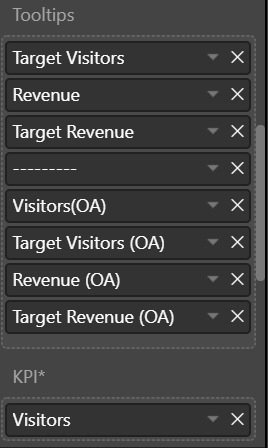 Tooltips
Target Visitors
Revenue
Target Revenue
---------
Visitors(OA)
Target Visitors (OA)
Revenue (OA)
Target Revenue (OA)
KPI*
Visitors